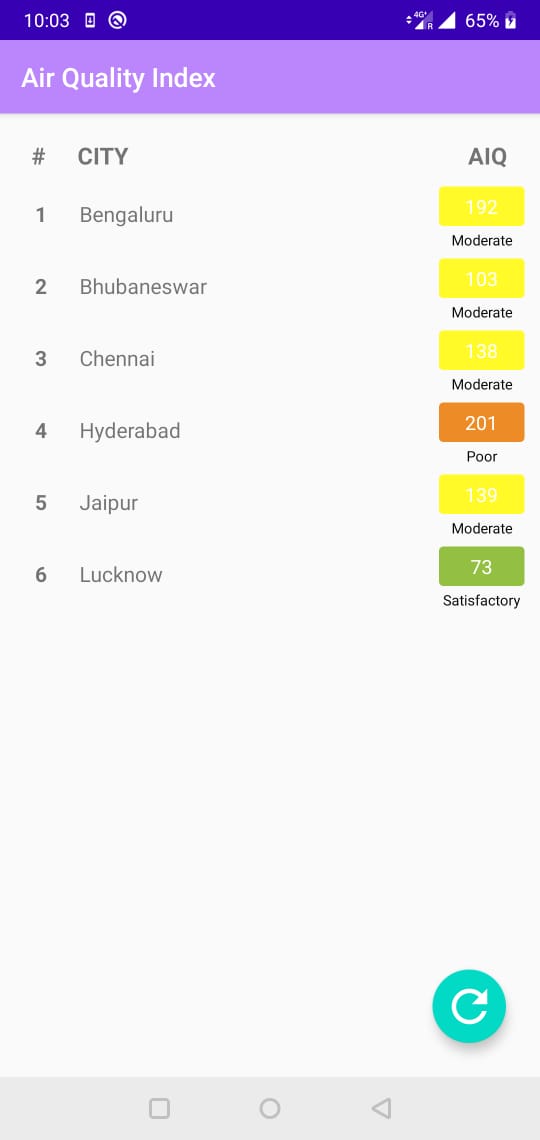 10:03 4G+ R 65%
Air Quality Index
# CITY AIQ
1 Bengaluru 192
Moderate
2 Bhubaneswar 103
Moderate
3 Chennai 138
Moderate
4 Hyderabad 201
Poor
5 Jaipur 139
Moderate
6 Lucknow 73
Satisfactory